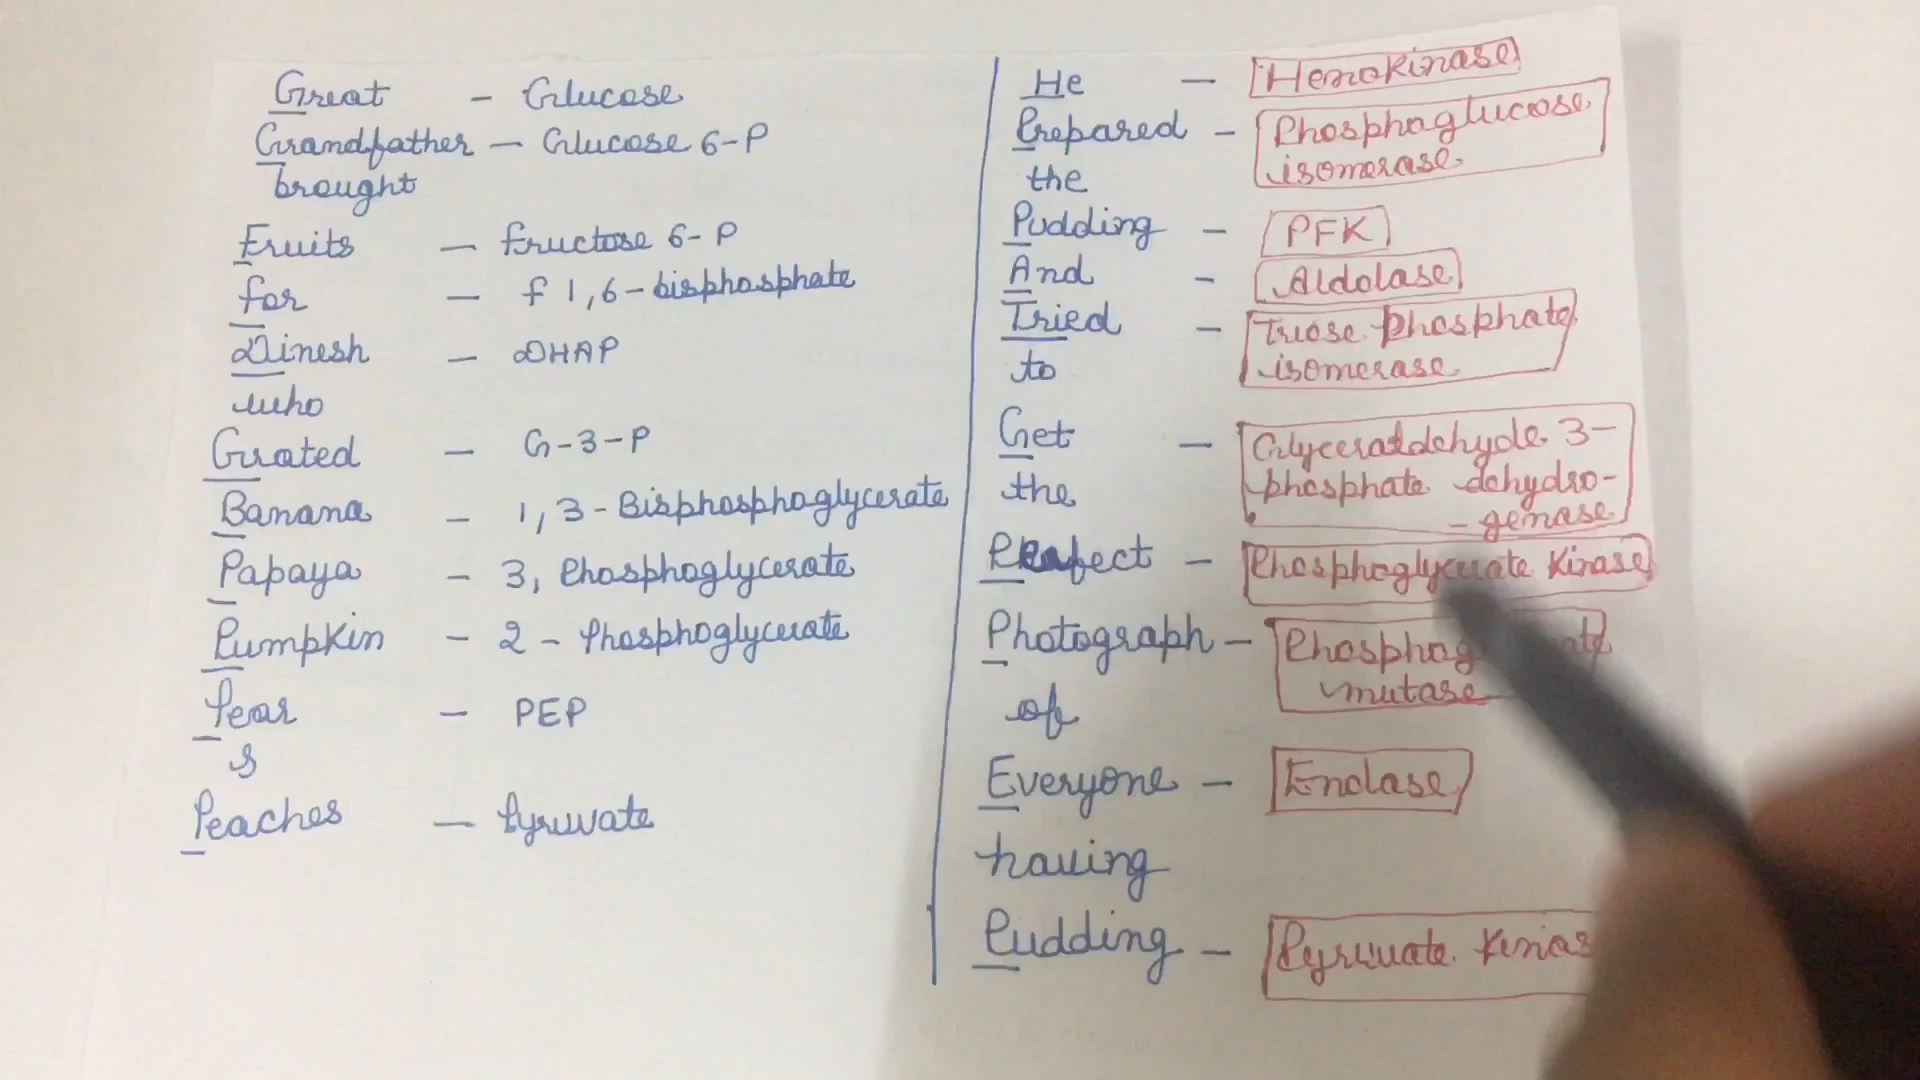 Great - Glucose
Grandfather - Glucose 6-P
brought
Fruits - Fructose 6-P
for - f 1,6-bisphosphate
Dinesh - DHAP
who
Grated - G-3-P
Banana - 1,3-Bisphosphoglycerate
Papaya - 3, Phosphoglycerate
Pumpkin - 2-Phosphoglycerate
Pear - PEP
s
Peaches - Pyruvate
He - Hexokinase
Prepared - Phosphoglucose
the isomerase
Pudding - PFK
And - Aldolase
Tried - Triose Phosphate
to isomerase
Get - Glyceraldehyde 3-
the phosphate dehydro-
-genase
Perfect - Phosphoglycerate Kinase
Photograph -
of mutase
Everyone - Enolase
having
Pudding - Pyruvate